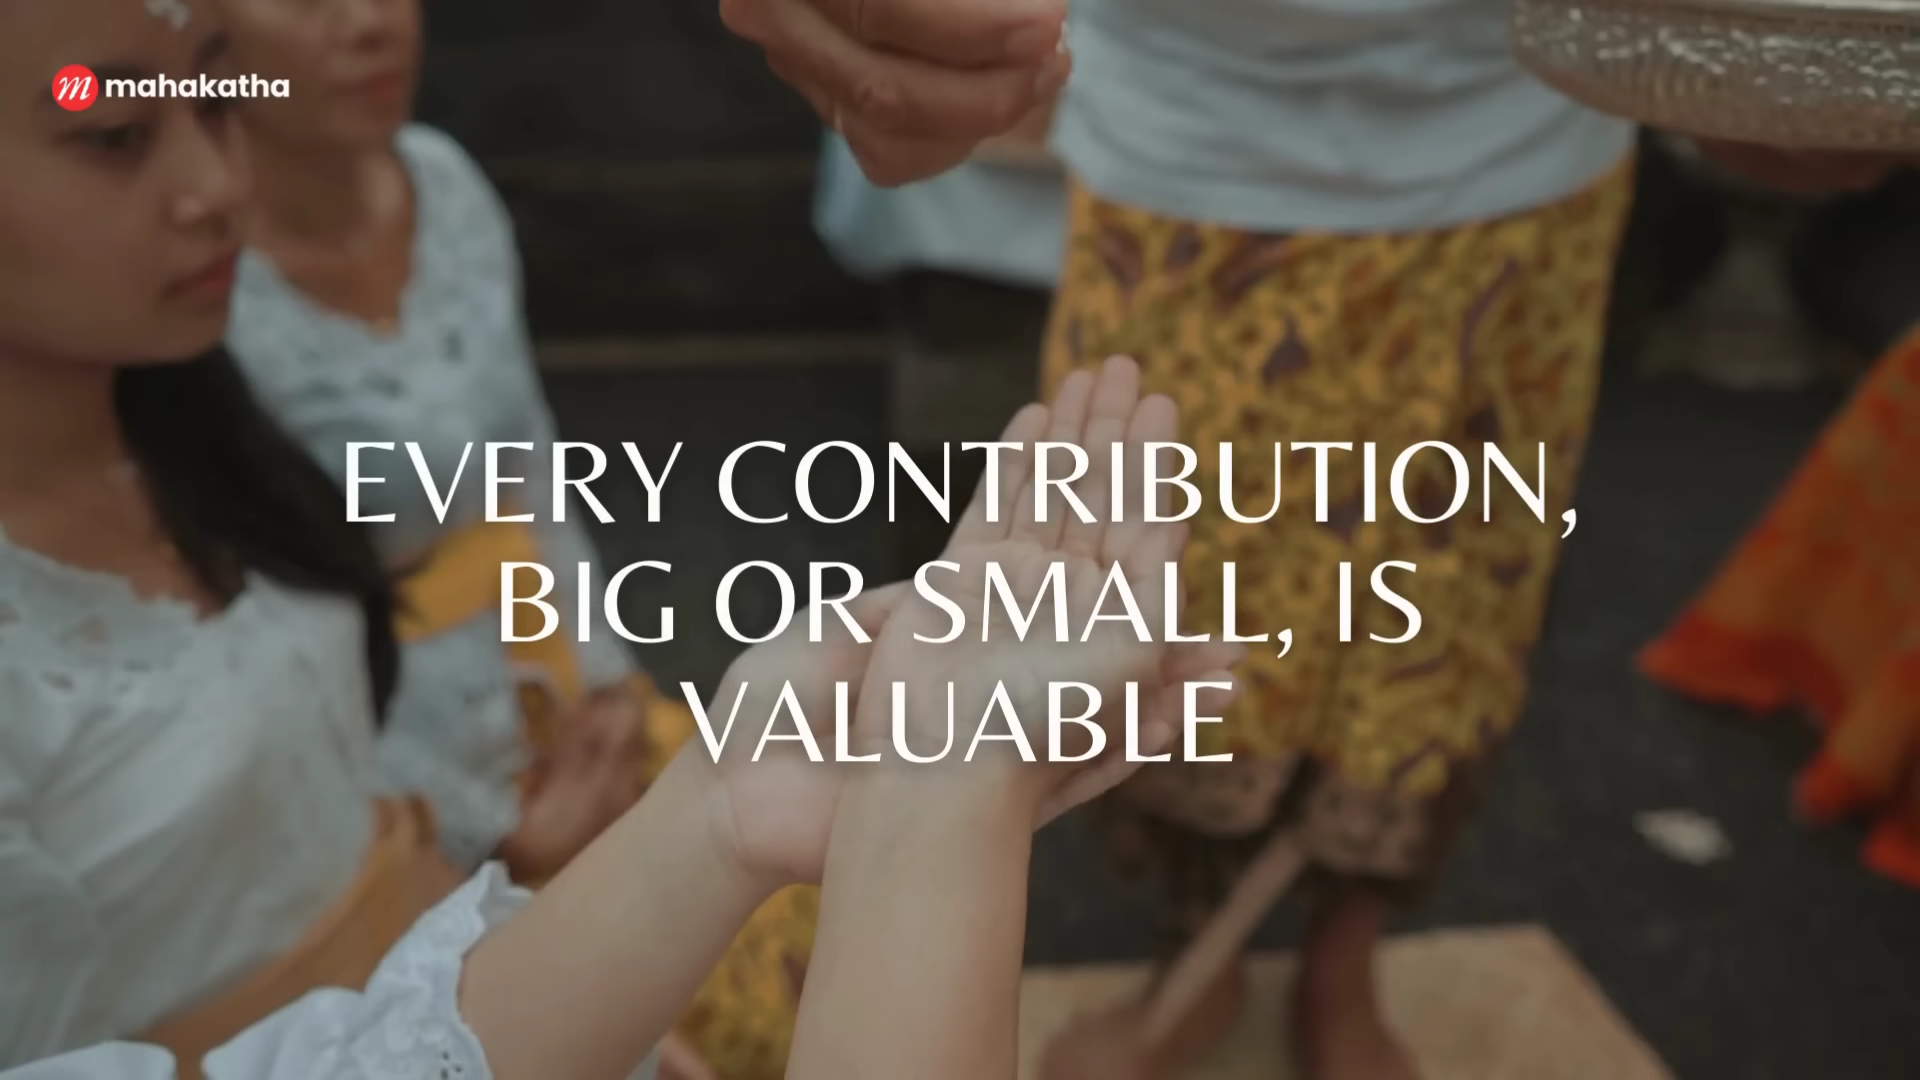 mahakatha
EVERY CONTRIBUTION,
BIG OR SMALL, IS
VALUABLE